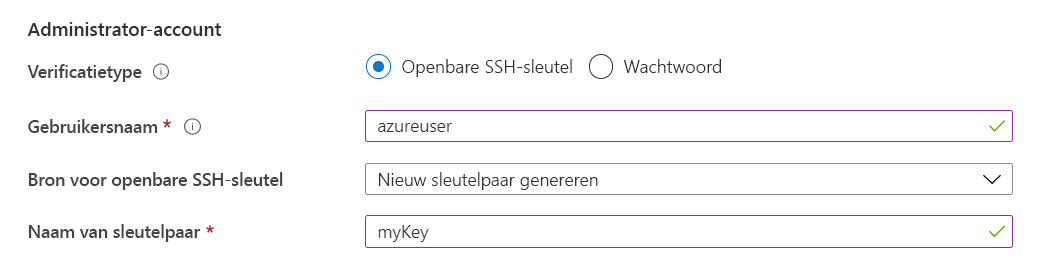 Administrator-account
Verificatietype Openbare SSH-sleutel Wachtwoord
Gebruikersnaam * azureuser
Bron voor openbare SSH-sleutel Nieuw sleutelpaar genereren
Naam van sleutelpaar * myKey